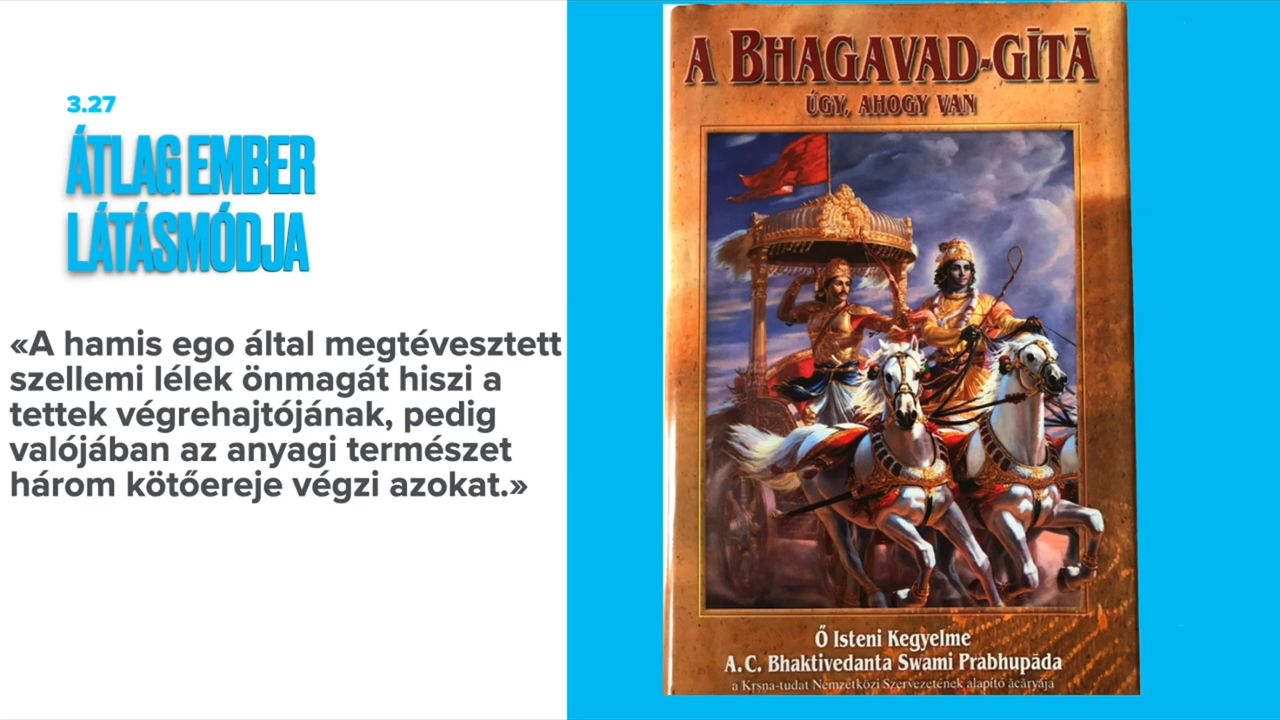 3.27
ÁTLAG EMBER
LÁTÁSMÓDJA
«A hamis ego által megtévesztett
szellemi lélek önmagát hiszi a
tettek végrehajtójának, pedig
valójában az anyagi természet
három kötőereje végzi azokat.»
A BHAGAVAD-GĪTĀ
ÚGY, AHOGY VAN
Ő Isteni Kegyelme
A.C. Bhaktivedanta Swami Prabhupāda
a Kṛṣṇa-tudat Nemzetközi Szervezetének alapító ācāryája